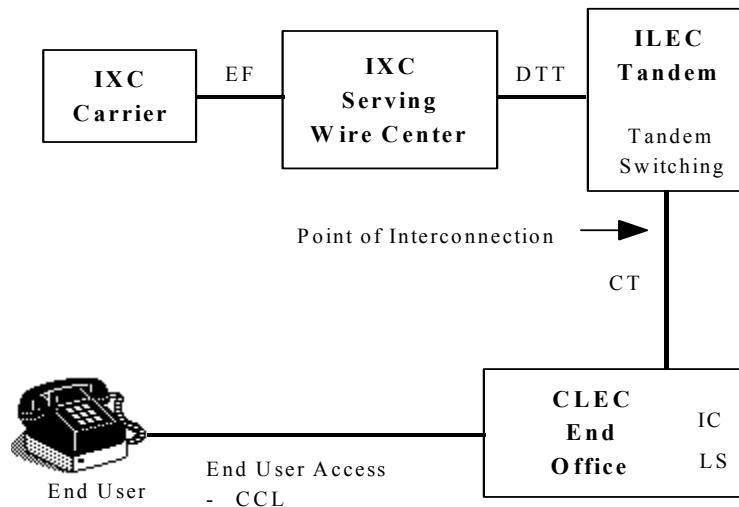 IXC
Carrier
EF
IXC
Serving
Wire Center
DTT
ILEC
Tandem
Tandem
Switching
Point of Interconnection
CT
CLEC
End
Office
IC
LS
End User
End User Access
- CCL